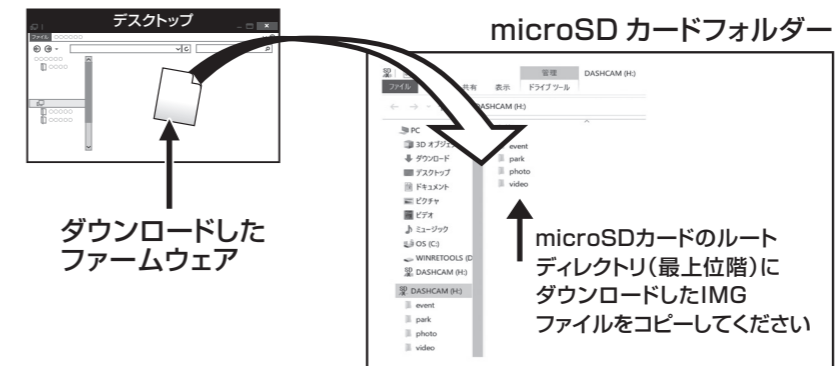 デスクトップ
ファイル
microSD カードフォルダー
管理
DASHCAM (H:)
ファイル
共有
表示
ドライブ ツール
DASHCAM (H:)
PC
3D オブジェ
ダウンロード
デスクトップ
ドキュメント
ピクチャ
ビデオ
ミュージック
OS (C:)
WINRETOOLS (D
DASHCAM (H:)
DASHCAM (H:)
event
park
photo
video
event
park
photo
video
ダウンロードした
ファームウェア
microSDカードのルート
ディレクトリ(最上位階)に
ダウンロードしたIMG
ファイルをコピーしてください